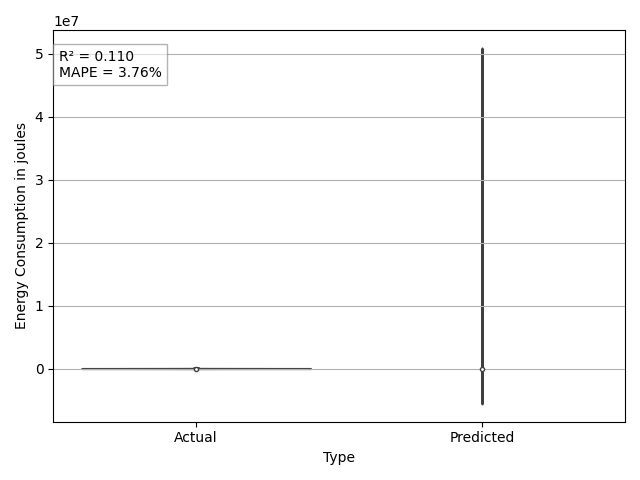 1e7
R² = 0.110
MAPE = 3.76%
5
4
3
2
1
0
Energy Consumption in joules
Actual
Predicted
Type